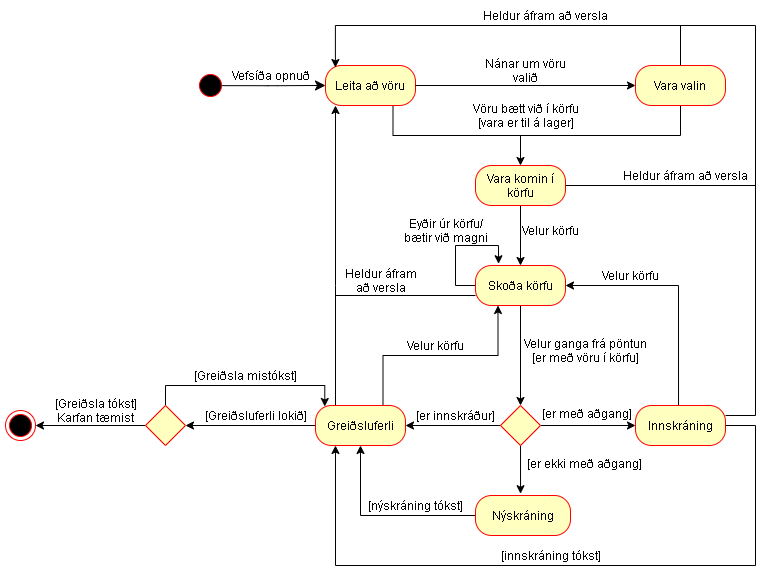 Heldur áfram að versla
Vefsíða opnuð
Leita að vöru
Nánar um vöru
valið
Vara valin
Vöru bætt við í körfu
[vara er til á lager]
Vara komin í
körfu
Heldur áfram að versla
Velur körfu
Eyðir úr körfu/
bætir við magni
Heldur áfram
að versla
Skoða körfu
Velur körfu
Velur körfu
Velur ganga frá pöntun
[er með vöru í körfu]
[Greiðsla mistókst]
[Greiðsla tókst]
Karfan tæmist
[Greiðsluferli lokið]
Greiðsluferli
[er innskráður]
[er með aðgang]
Innskráning
[er ekki með aðgang]
[nýskráning tókst]
Nýskráning
[innskráning tókst]